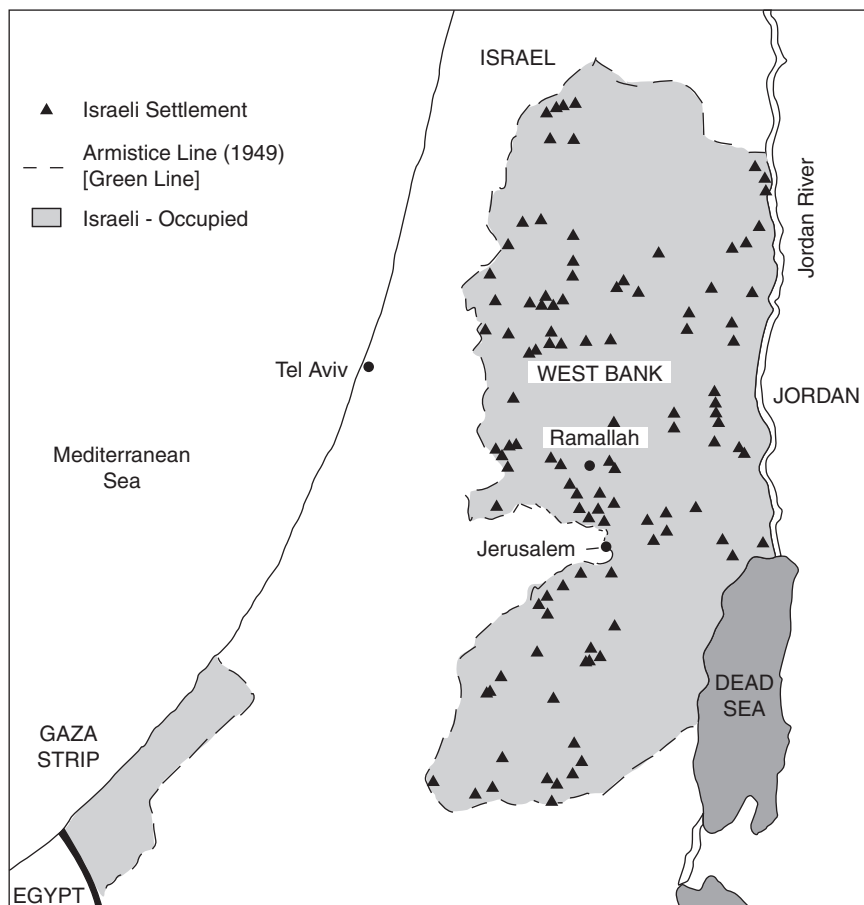 ISRAEL
Israeli Settlement
Armistice Line (1949)
[Green Line]
Israeli - Occupied
Jordan River
Tel Aviv
WEST BANK
JORDAN
Ramallah
Mediterranean
Sea
Jerusalem
DEAD
SEA
GAZA
STRIP
EGYPT